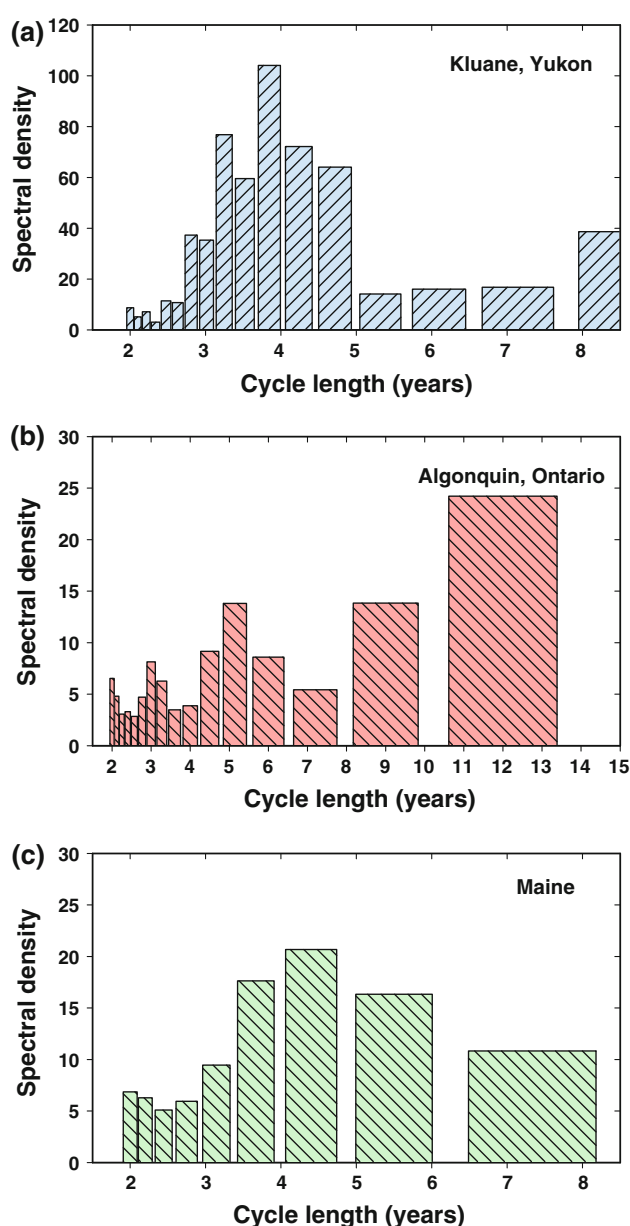 (a)
120
100
80
60
40
20
0
Spectral density
Kluane, Yukon
2 3 4 5 6 7 8
Cycle length (years)
(b)
30
25
20
15
10
5
0
Spectral density
Algonquin, Ontario
2 3 4 5 6 7 8 9 10 11 12 13 14 15
Cycle length (years)
(c)
30
25
20
15
10
5
0
Spectral density
Maine
2 3 4 5 6 7 8
Cycle length (years)